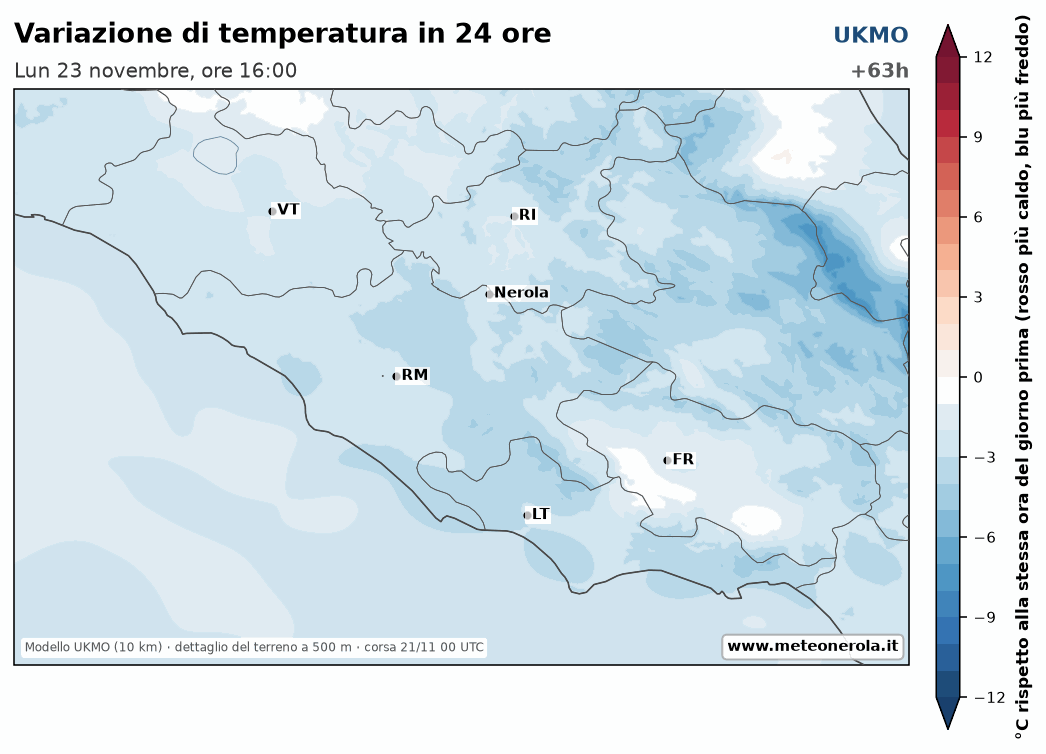 Variazione di temperatura in 24 ore
UKMO
Lun 23 novembre, ore 16:00
+63h
VT
RI
Nerola
RM
FR
LT
Modello UKMO (10 km) · dettaglio del terreno a 500 m · corsa 21/11 00 UTC
www.meteonerola.it
12
9
6
3
0
−3
−6
−9
−12
°C rispetto alla stessa ora del giorno prima (rosso più caldo, blu più freddo)